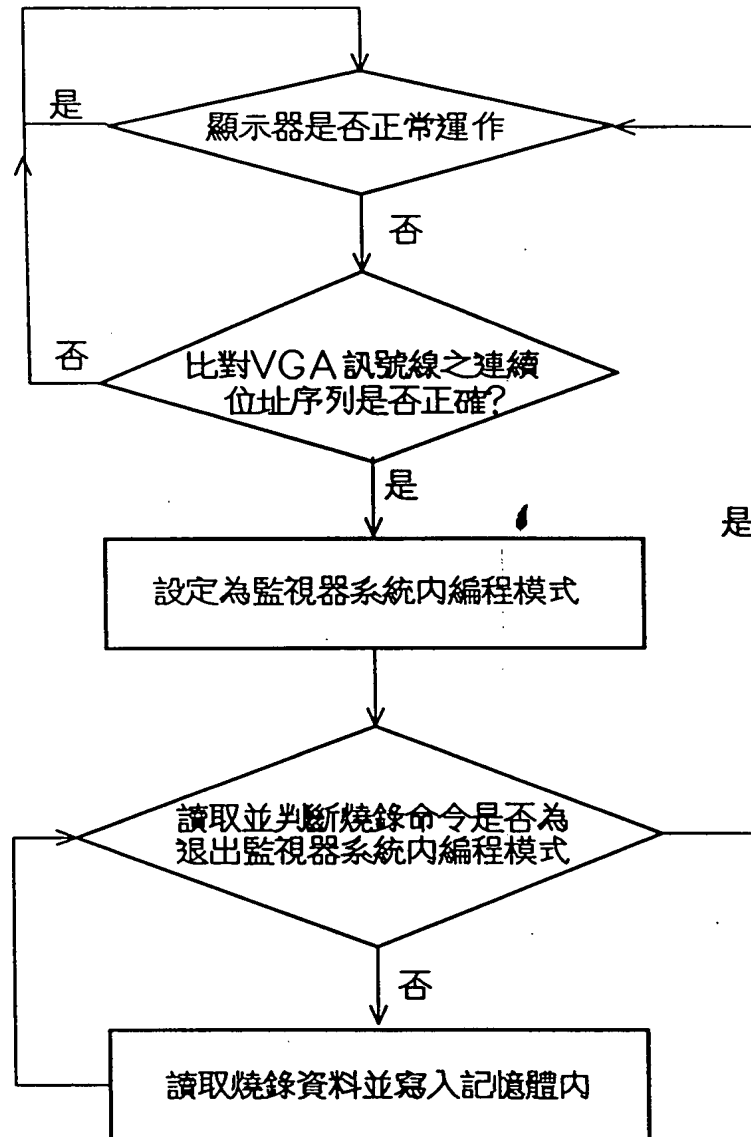 是
顯示器是否正常運作
否
否
比對VGA訊號線之連續
位址序列是否正確?
是
是
設定為監視器系統內編程模式
讀取並判斷燒錄命令是否為
退出監視器系統內編程模式
否
讀取燒錄資料並寫入記憶體內